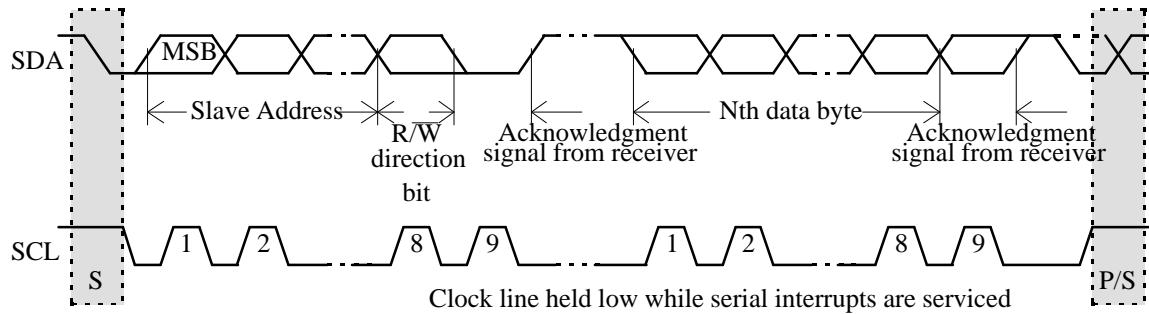 SDA
MSB
Slave Address
R/W
direction
bit
Acknowledgment
signal from receiver
Nth data byte
Acknowledgment
signal from receiver
SCL
1
2
8
9
1
2
8
9
S
P/S
Clock line held low while serial interrupts are serviced